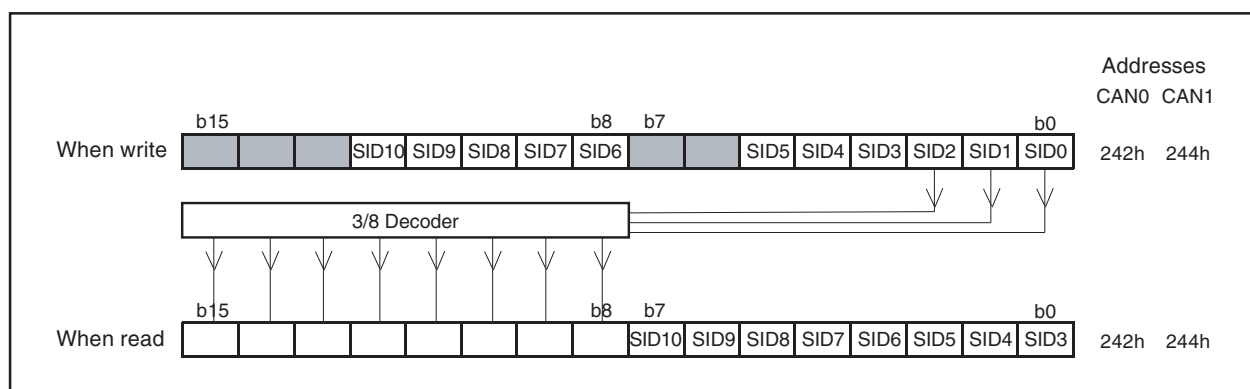 Addresses
CAN0 CAN1
b15 b8 b7 b0
When write SID10 SID9 SID8 SID7 SID6 SID5 SID4 SID3 SID2 SID1 SID0 242h 244h
3/8 Decoder
b15 b8 b7 b0
When read SID10 SID9 SID8 SID7 SID6 SID5 SID4 SID3 242h 244h